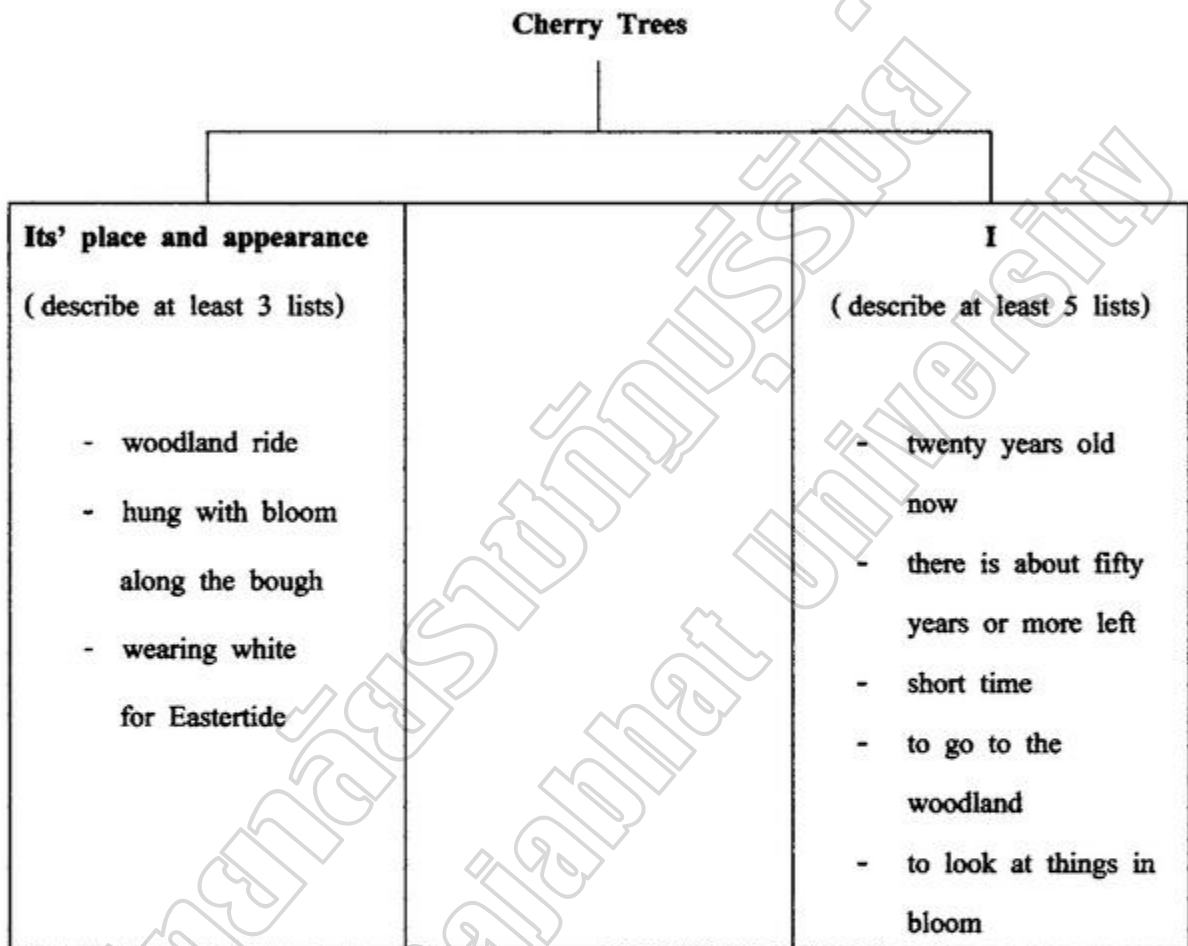 Cherry Trees
Its' place and appearance
( describe at least 3 lists)
- woodland ride
- hung with bloom
along the bough
- wearing white
for Eastertide
I
( describe at least 5 lists)
- twenty years old
now
- there is about fifty
years or more left
- short time
- to go to the
woodland
- to look at things in
bloom
Rajabhat University